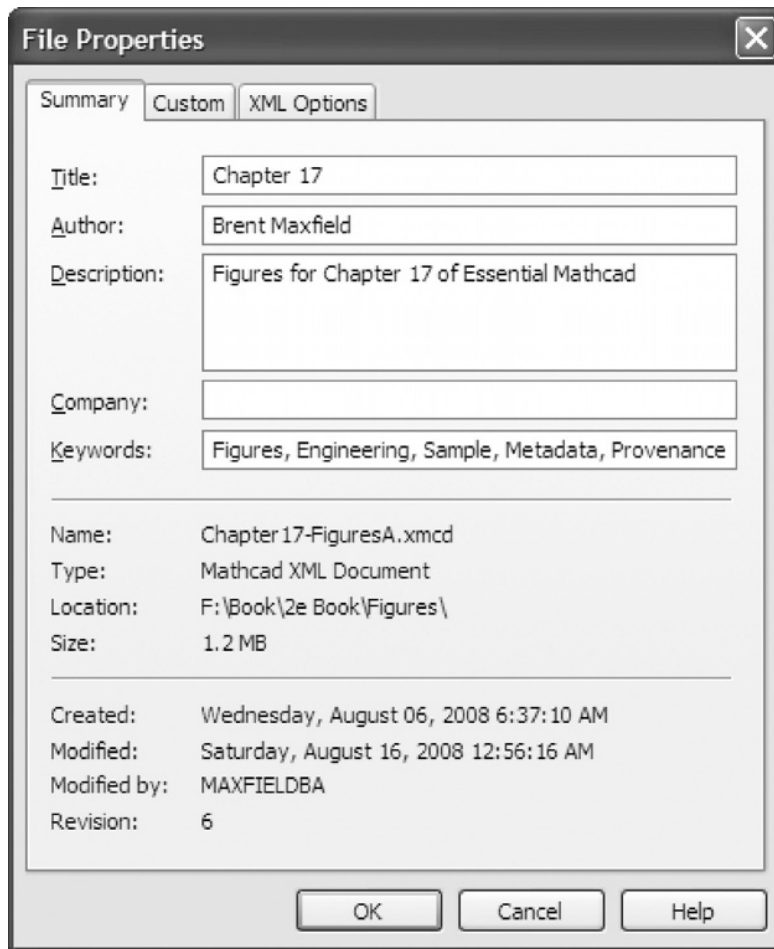 File Properties
Summary Custom XML Options
Title: Chapter 17
Author: Brent Maxfield
Description: Figures for Chapter 17 of Essential Mathcad
Company:
Keywords: Figures, Engineering, Sample, Metadata, Provenance
Name: Chapter17-FiguresA.xmcd
Type: Mathcad XML Document
Location: F:\Book\2e Book\Figures\
Size: 1.2 MB
Created: Wednesday, August 06, 2008 6:37:10 AM
Modified: Saturday, August 16, 2008 12:56:16 AM
Modified by: MAXFIELDBA
Revision: 6
OK Cancel Help